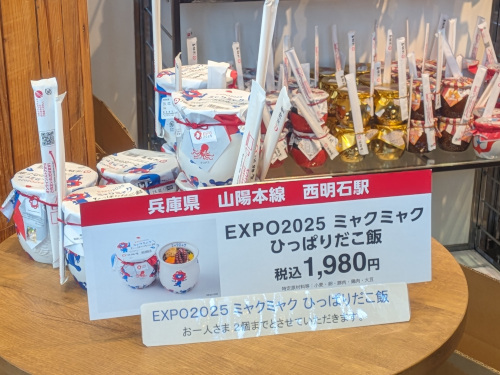 兵庫県 山陽本線 西明石駅
EXPO2025 ミャクミャク
ひっぱりだこ飯
税込1,980円
EXPO2025 ミャクミャク ひっぱりだこ飯
お一人さま 2個までとさせていただきます。